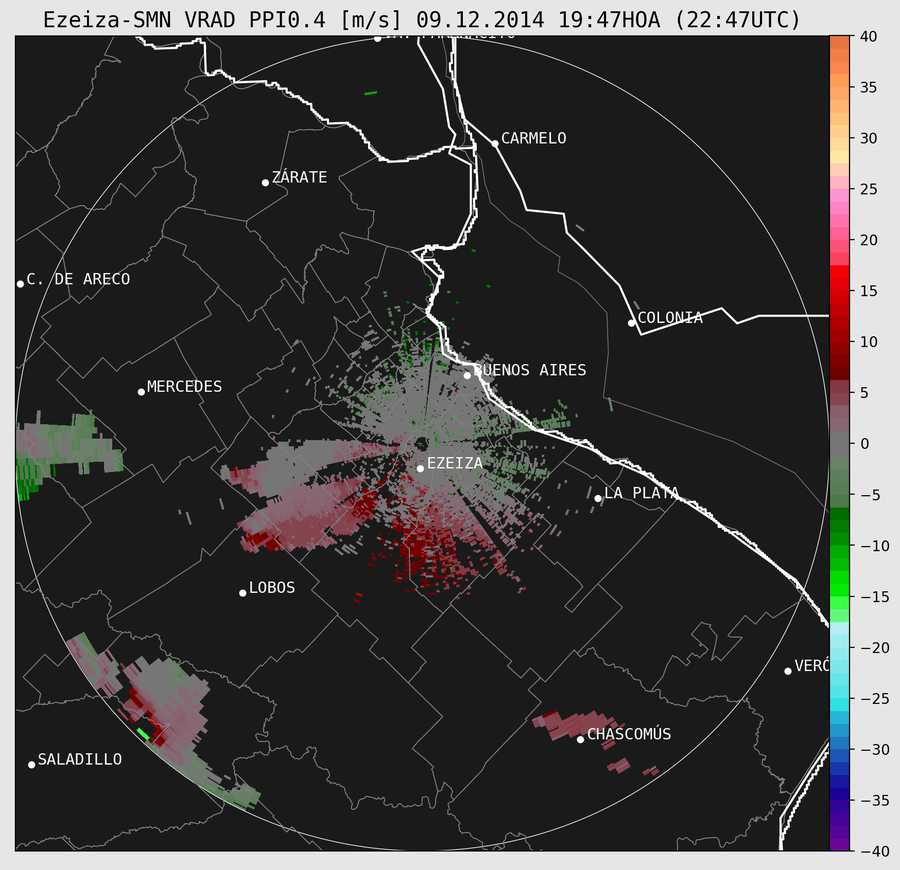 Ezeiza-SMN VRAD PPI0.4 [m/s] 09.12.2014 19:47HOA (22:47UTC)
CARMELO
ZÁRATE
C. DE ARECO
COLONIA
BUENOS AIRES
MERCEDES
EZEIZA
LA PLATA
LOBOS
VERÓ
CHASCOMÚS
SALADILLO
40
35
30
25
20
15
10
5
0
−5
−10
−15
−20
−25
−30
−35
−40